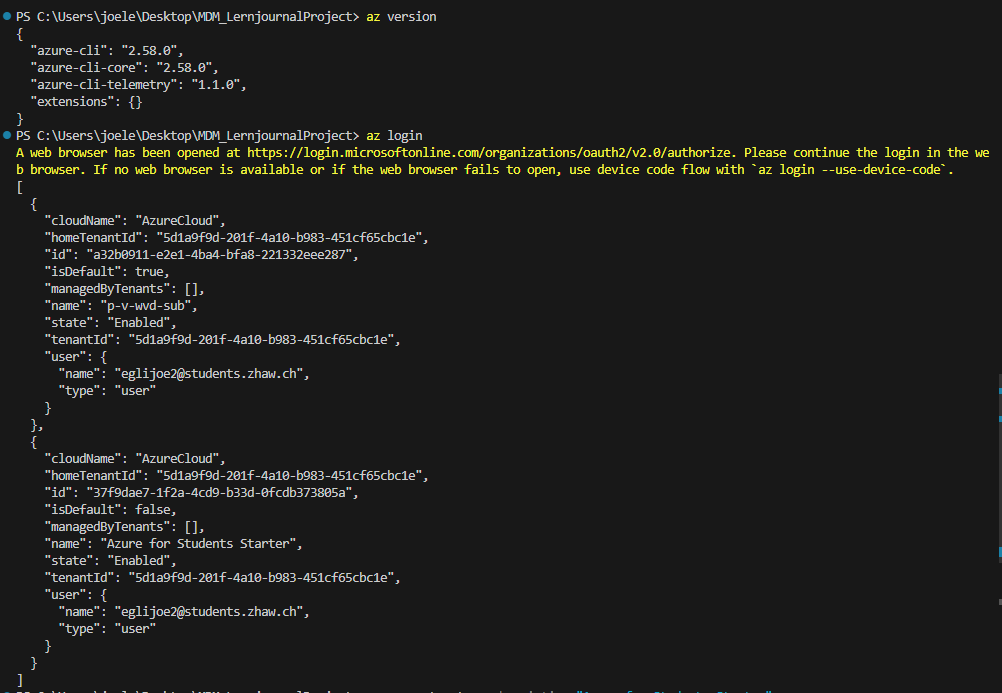 PS C:\Users\joele\Desktop\MDM_LernjournalProject> az version
{
  "azure-cli": "2.58.0",
  "azure-cli-core": "2.58.0",
  "azure-cli-telemetry": "1.1.0",
  "extensions": {}
}
PS C:\Users\joele\Desktop\MDM_LernjournalProject> az login
A web browser has been opened at https://login.microsoftonline.com/organizations/oauth2/v2.0/authorize. Please continue the login in the we
b browser. If no web browser is available or if the web browser fails to open, use device code flow with `az login --use-device-code`.
[
  {
    "cloudName": "AzureCloud",
    "homeTenantId": "5d1a9f9d-201f-4a10-b983-451cf65cbc1e",
    "id": "a32b0911-e2e1-4ba4-bfa8-221332eee287",
    "isDefault": true,
    "managedByTenants": [],
    "name": "p-v-wvd-sub",
    "state": "Enabled",
    "tenantId": "5d1a9f9d-201f-4a10-b983-451cf65cbc1e",
    "user": {
      "name": "eglijoe2@students.zhaw.ch",
      "type": "user"
    }
  },
  {
    "cloudName": "AzureCloud",
    "homeTenantId": "5d1a9f9d-201f-4a10-b983-451cf65cbc1e",
    "id": "37f9dae7-1f2a-4cd9-b33d-0fcdb373805a",
    "isDefault": false,
    "managedByTenants": [],
    "name": "Azure for Students Starter",
    "state": "Enabled",
    "tenantId": "5d1a9f9d-201f-4a10-b983-451cf65cbc1e",
    "user": {
      "name": "eglijoe2@students.zhaw.ch",
      "type": "user"
    }
  }
]